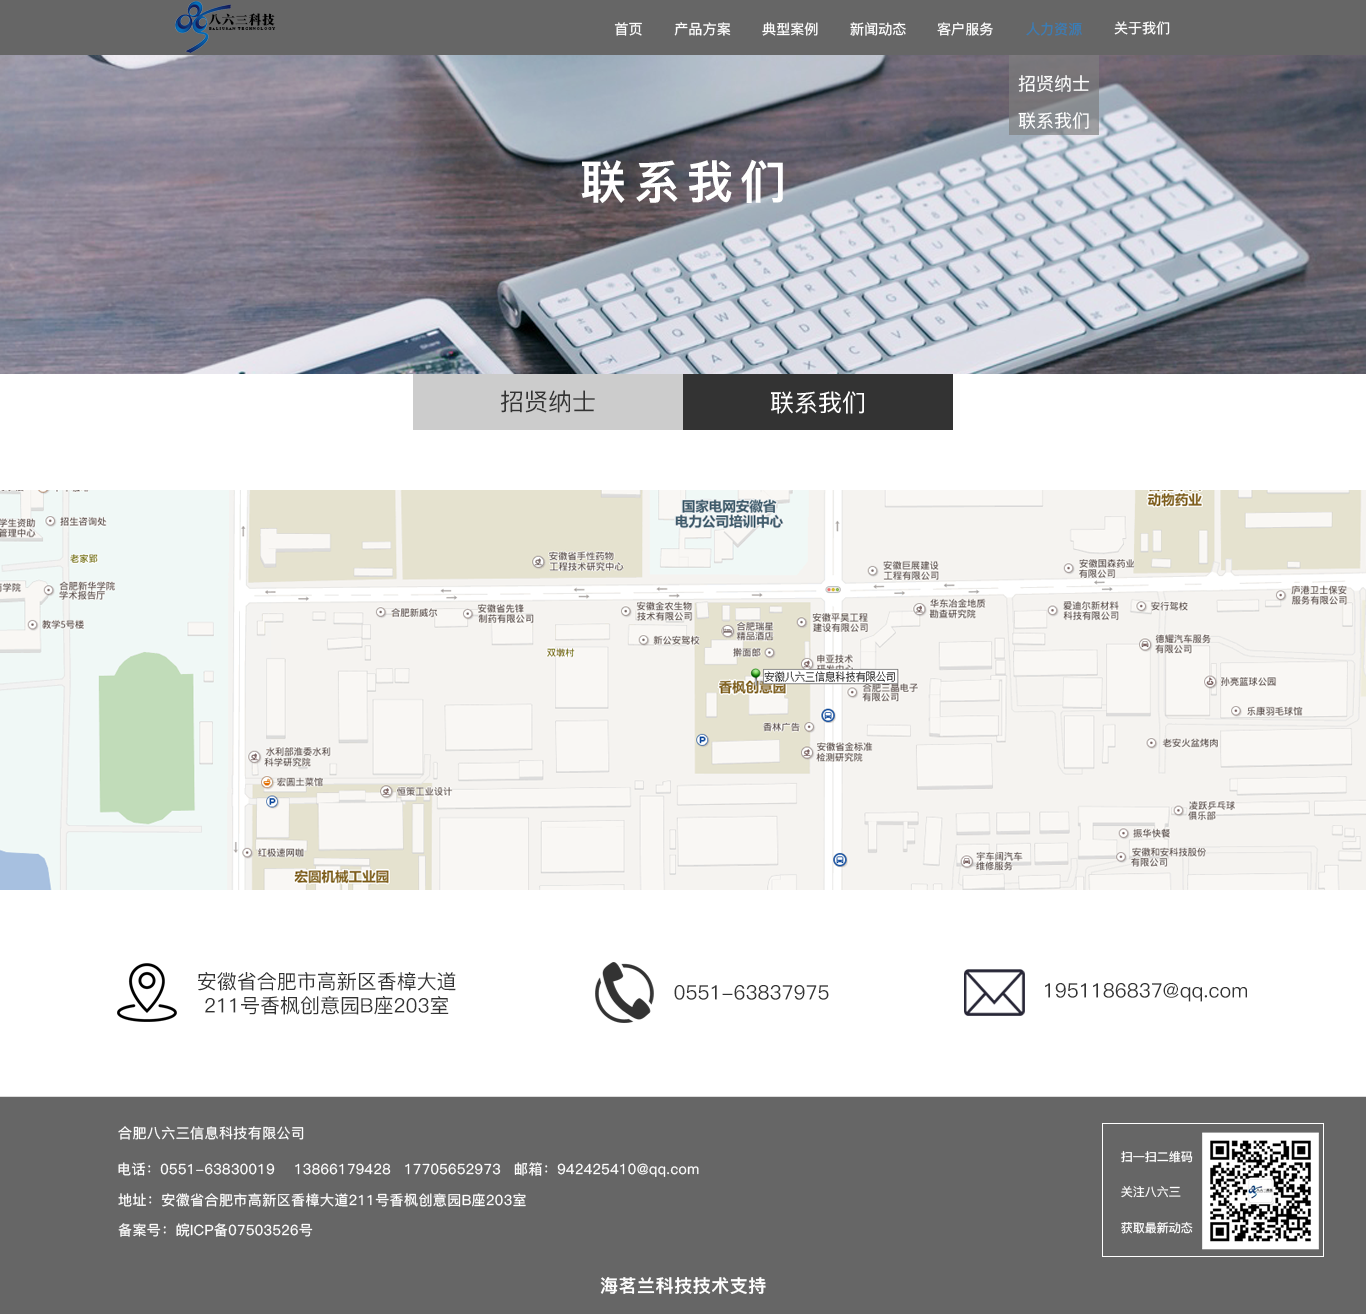 八六三科技
BALIUSAN TECHNOLOGY
首页 产品方案 典型案例 新闻动态 客户服务 人力资源 关于我们
招贤纳士
联系我们
联系我们
招贤纳士 联系我们
国家电网安徽省
电力公司培训中心
动物药业
学生资助
管理中心
招生咨询处
老家郢
安徽省手性药物
工程技术研究中心
安徽巨展建设
工程有限公司
安徽国森药业
有限公司
商学院
合肥新华学院
学术报告厅
庐港卫士保安
服务有限公司
教学5号楼
合肥新威尔
安徽省先锋
制药有限公司
安徽金农生物
技术有限公司
新公安驾校
合肥瑞星
精品酒店
安徽平昊工程
建设有限公司
华东冶金地质
勘查研究院
爱迪尔新材料
科技有限公司
安行驾校
德耀汽车服务
有限公司
双墩村
擀面郎
申亚技术
研发中心
安徽八六三信息科技有限公司
香枫创意园
合肥三晶电子
有限公司
孙亮篮球公园
乐康羽毛球馆
香林广告
老安火盆烤肉
水利部淮委水利
科学研究院
安徽省金标准
检测研究院
宏圆土菜馆
恒策工业设计
凌跃乒乓球
俱乐部
振华快餐
红极速网咖
宇车阔汽车
维修服务
安徽和安科技股份
有限公司
宏圆机械工业园
安徽省合肥市高新区香樟大道
211号香枫创意园B座203室
0551-63837975
1951186837@qq.com
合肥八六三信息科技有限公司
电话：0551-63830019 13866179428 17705652973 邮箱：942425410@qq.com
地址：安徽省合肥市高新区香樟大道211号香枫创意园B座203室
备案号：皖ICP备07503526号
扫一扫二维码
关注八六三
获取最新动态
海茗兰科技技术支持